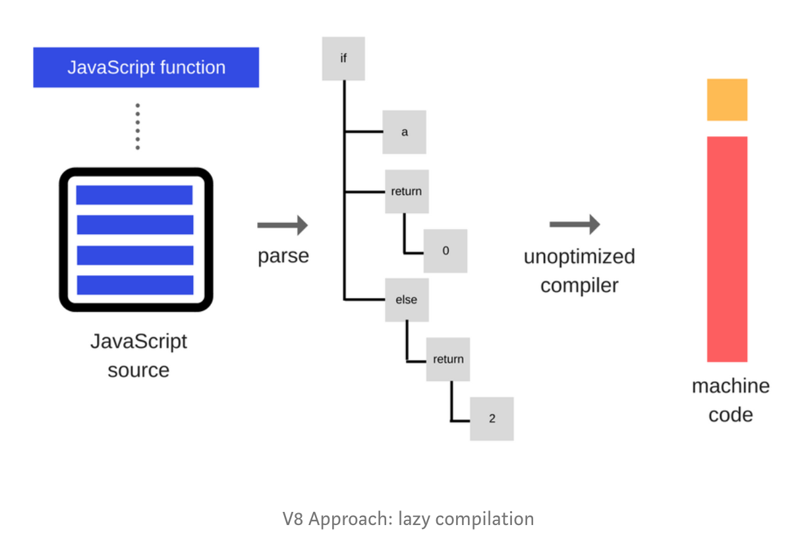 JavaScript function
if
a
return
0
else
return
2
parse
unoptimized
compiler
JavaScript
source
machine
code
V8 Approach: lazy compilation